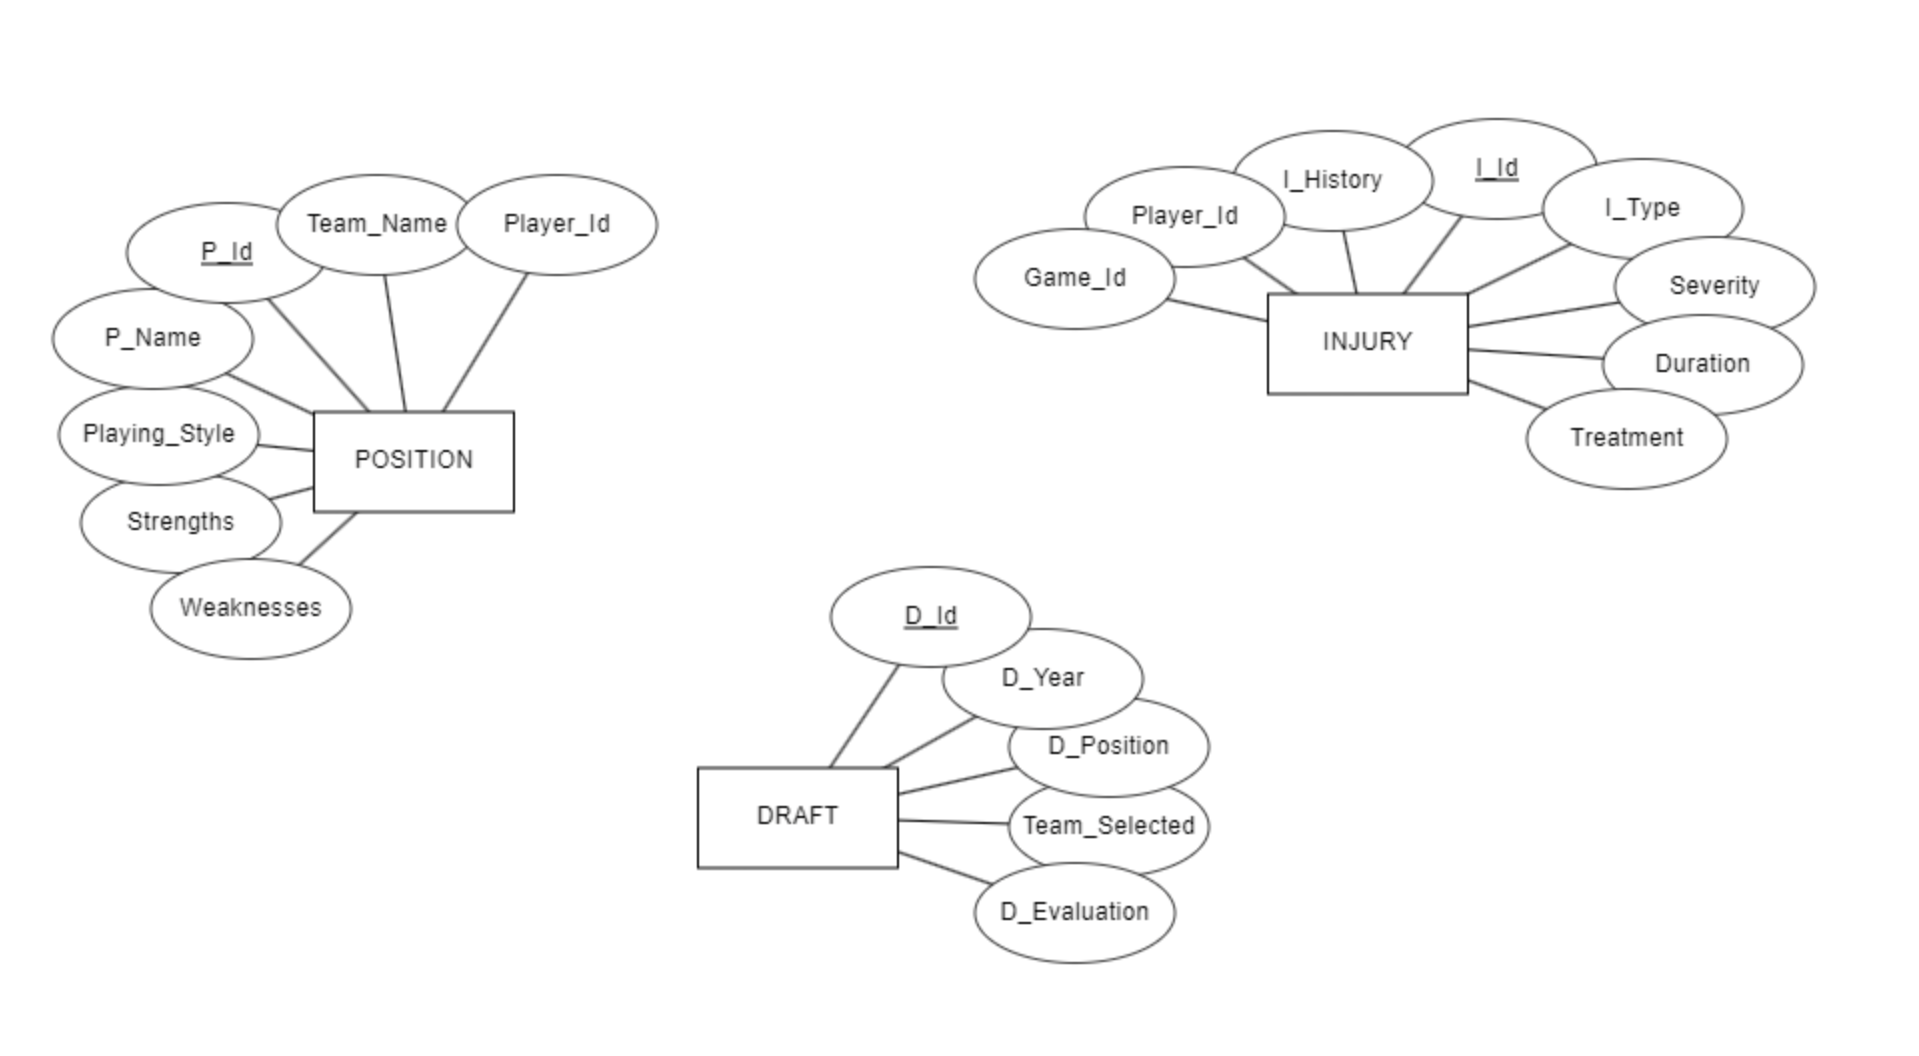 P_Id
Team_Name
Player_Id
P_Name
Playing_Style
Strengths
Weaknesses
POSITION
Game_Id
Player_Id
I_History
I_Id
I_Type
Severity
Duration
Treatment
INJURY
D_Id
D_Year
D_Position
Team_Selected
D_Evaluation
DRAFT